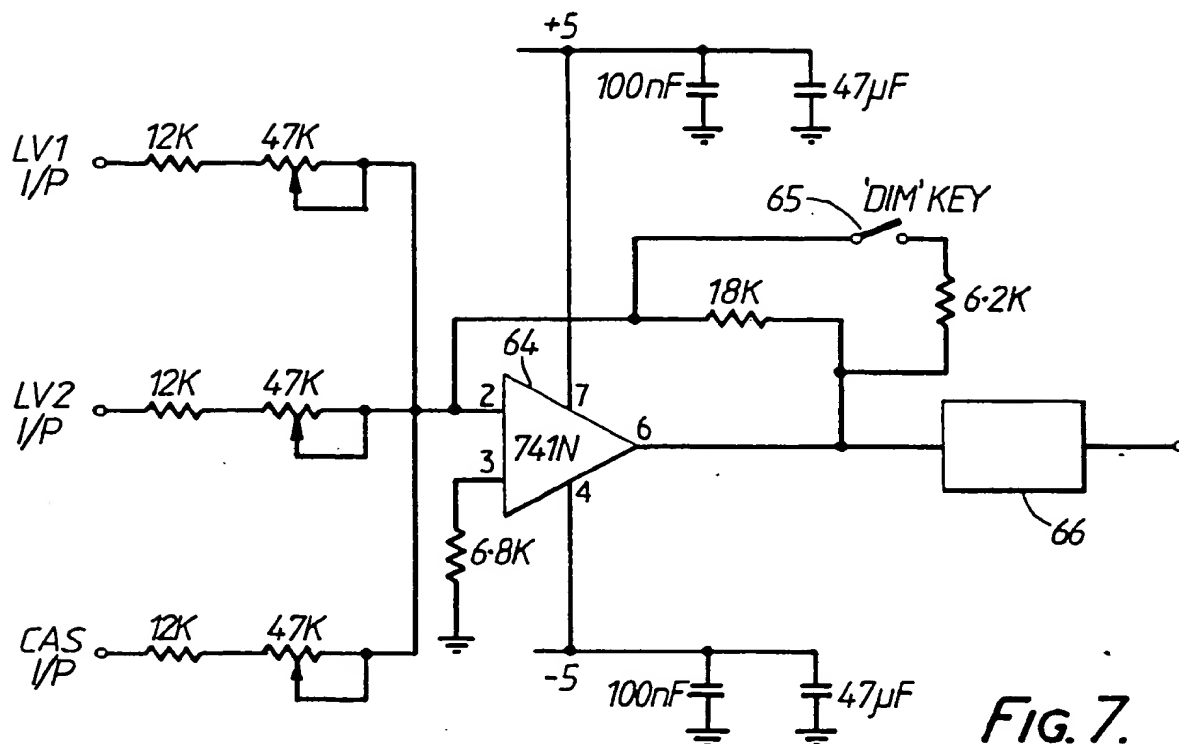 +5
100nF
47µF
LV1
I/P
12K
47K
65
'DIM' KEY
18K
6·2K
64
LV2
I/P
12K
47K
2
7
741N
6
3
4
66
6·8K
CAS
I/P
12K
47K
-5
100nF
47µF
FIG. 7.